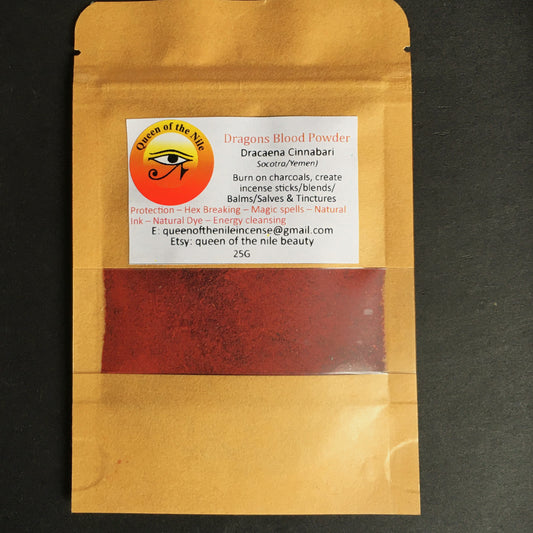 Queen of the Nile
Dragons Blood Powder
Dracaena Cinnabari
Socotra/Yemen)
Burn on charcoals, create
incense sticks/blends/
Balms/Salves & Tinctures
Protection – Hex Breaking – Magic spells – Natural
Ink – Natural Dye – Energy cleansing
E: queenofthenileincense@gmail.com
Etsy: queen of the nile beauty
25G